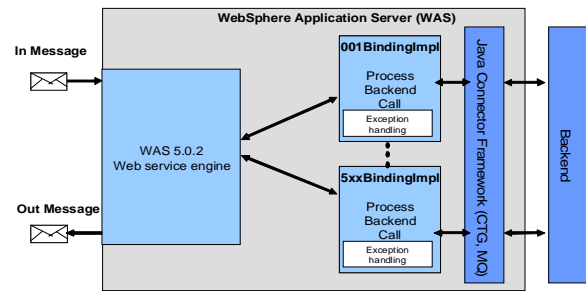 WebSphere Application Server (WAS)
In Message
001BindingImpl
Process
Backend
Call
Exception
handling
WAS 5.0.2
Web service engine
Java Connector Framework (CTG, MQ)
Backend
5xxBindingImpl
Process
Backend
Call
Exception
handling
Out Message